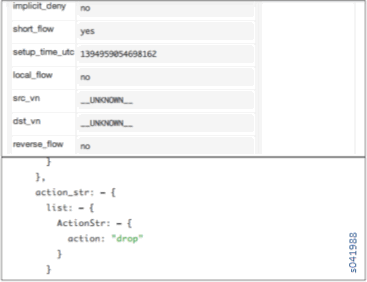 implicit_deny no
short_flow yes
setup_time_utc 1394959054698162
local_flow no
src_vn __UNKNOWN__
dst_vn __UNKNOWN__
reverse_flow no
}
},
action_str: – {
list: – {
ActionStr: – {
action: "drop"
}
}
s041988